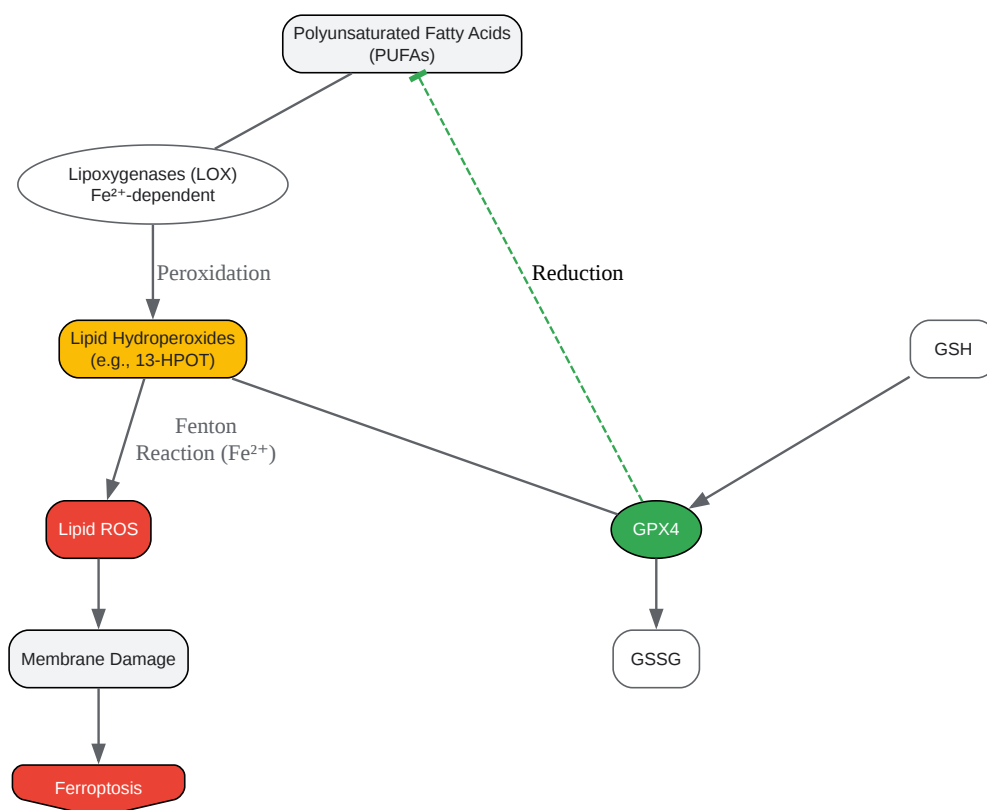 Polyunsaturated Fatty Acids
(PUFAs)
Lipoxygenases (LOX)
Fe²⁺-dependent
Peroxidation
Reduction
Lipid Hydroperoxides
(e.g., 13-HPOT)
GSH
Fenton
Reaction (Fe²⁺)
Lipid ROS
GPX4
Membrane Damage
GSSG
Ferroptosis